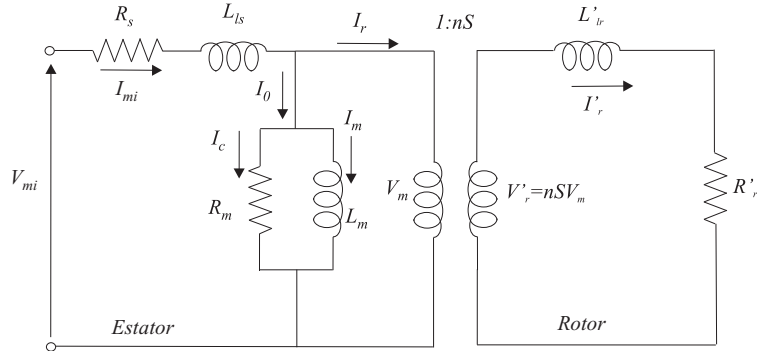 R_s
L_ls
I_r
1:nS
L'_lr
I_mi
I_0
I_m
I'_r
I_c
V_mi
R_m
L_m
V_m
V'_r=nSV_m
R'_r
Estator
Rotor